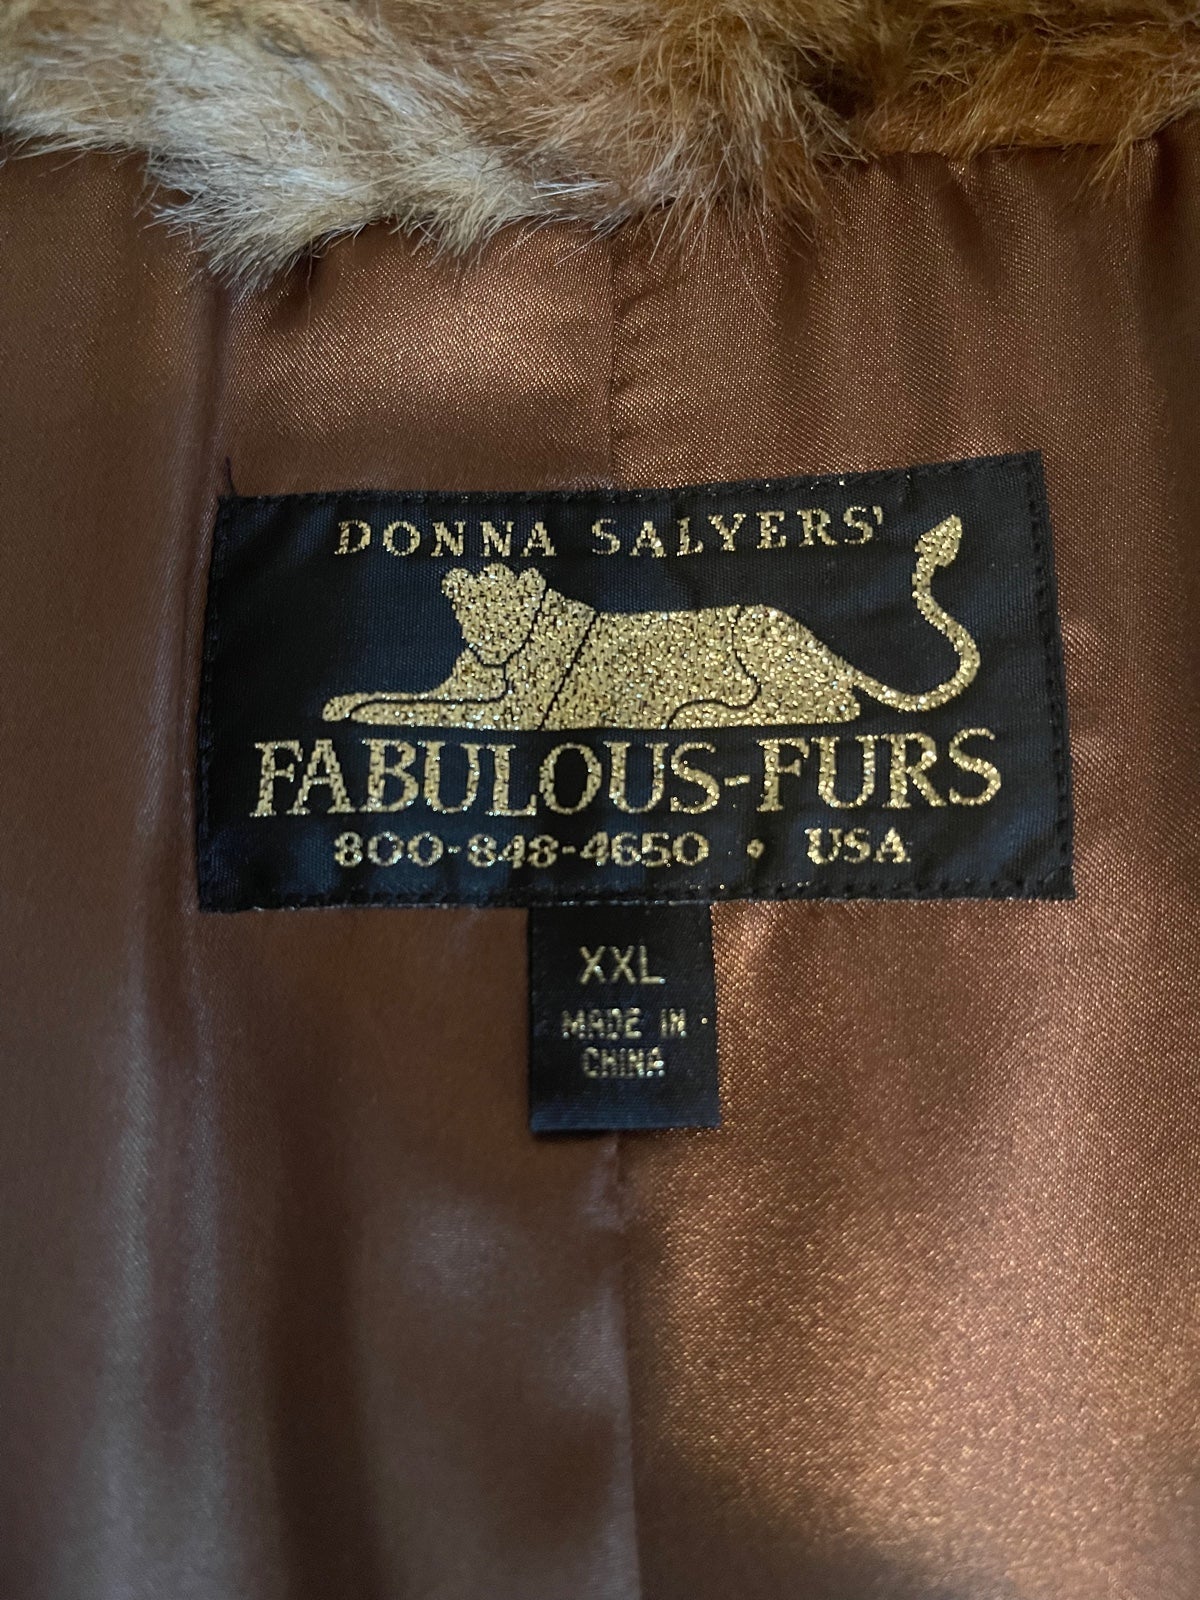 DONNA SALYERS'
FABULOUS-FURS
800-848-4650 • USA
XXL
MADE IN
CHINA